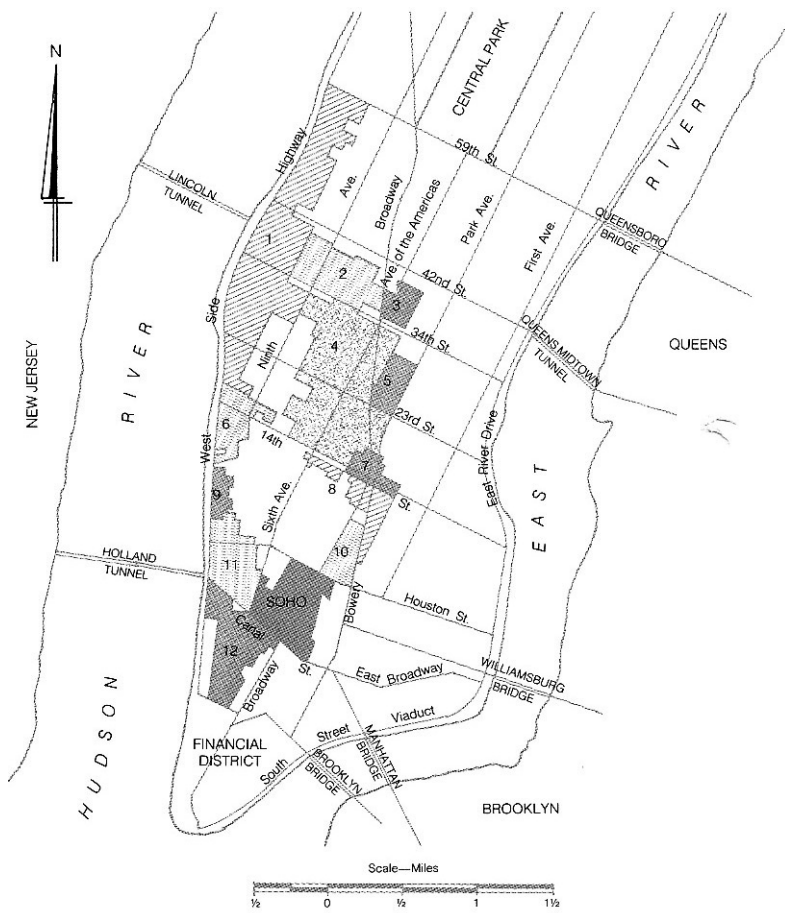 N
CENTRAL PARK
Highway
59th St.
RIVER
LINCOLN
TUNNEL
Ave.
Broadway
Ave. of the Americas
Park Ave.
First Ave.
QUEENSBORO
BRIDGE
1
2
42nd St.
3
Side
34th St.
QUEENS MIDTOWN
TUNNEL
QUEENS
NEW JERSEY
RIVER
4
Ninth
5
23rd St.
6
14th
West
7
8
St.
East River Drive
EAST
9
Sixth Ave.
10
HOLLAND
TUNNEL
11
SOHO
Bowery
Houston St.
Canal
12
St.
Broadway
East Broadway
WILLIAMSBURG
BRIDGE
HUDSON
FINANCIAL
DISTRICT
South Street Viaduct
MANHATTAN
BRIDGE
BROOKLYN
BRIDGE
BROOKLYN
Scale—Miles
½ 0 ½ 1 1½